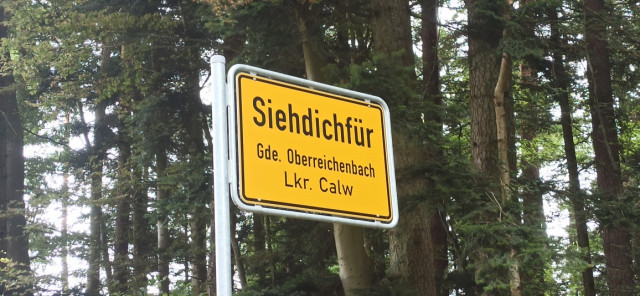 Siehdichfür
Gde. Oberreichenbach
Lkr. Calw